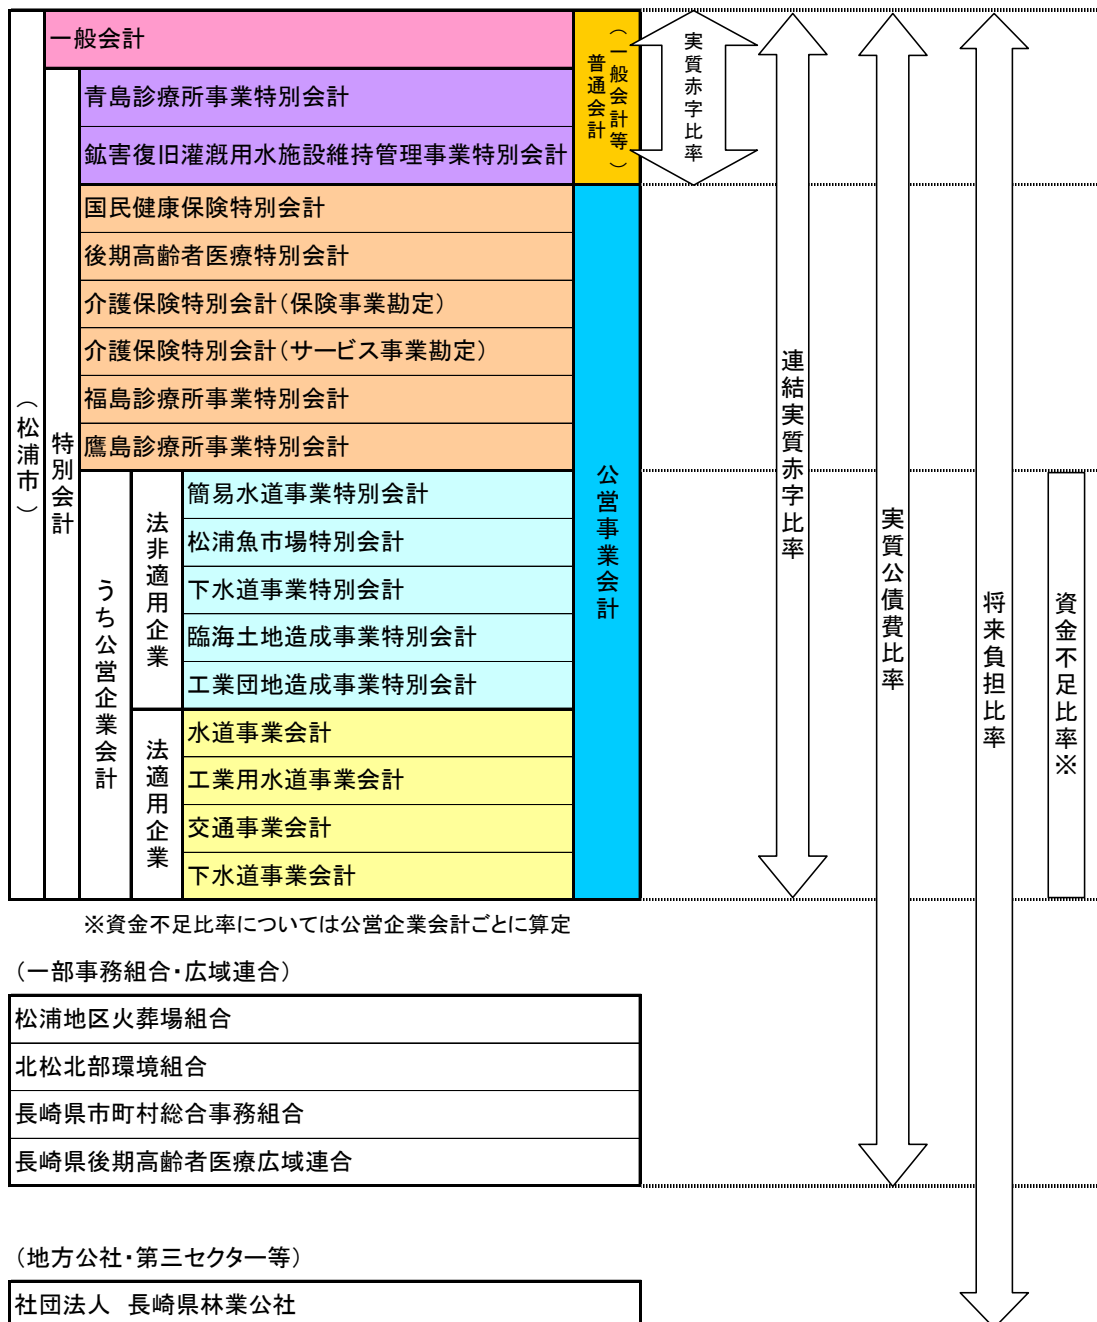 （松浦市）
一般会計
特別会計
青島診療所事業特別会計
鉱害復旧灌漑用水施設維持管理事業特別会計
国民健康保険特別会計
後期高齢者医療特別会計
介護保険特別会計（保険事業勘定）
介護保険特別会計（サービス事業勘定）
福島診療所事業特別会計
鷹島診療所事業特別会計
うち公営企業会計
法非適用企業
簡易水道事業特別会計
松浦魚市場特別会計
下水道事業特別会計
臨海土地造成事業特別会計
工業団地造成事業特別会計
法適用企業
水道事業会計
工業用水道事業会計
交通事業会計
下水道事業会計
（一般会計等）
普通会計
公営事業会計
実質赤字比率
連結実質赤字比率
実質公債費比率
将来負担比率
資金不足比率※
※資金不足比率については公営企業会計ごとに算定
（一部事務組合・広域連合）
松浦地区火葬場組合
北松北部環境組合
長崎県市町村総合事務組合
長崎県後期高齢者医療広域連合
（地方公社・第三セクター等）
社団法人　長崎県林業公社